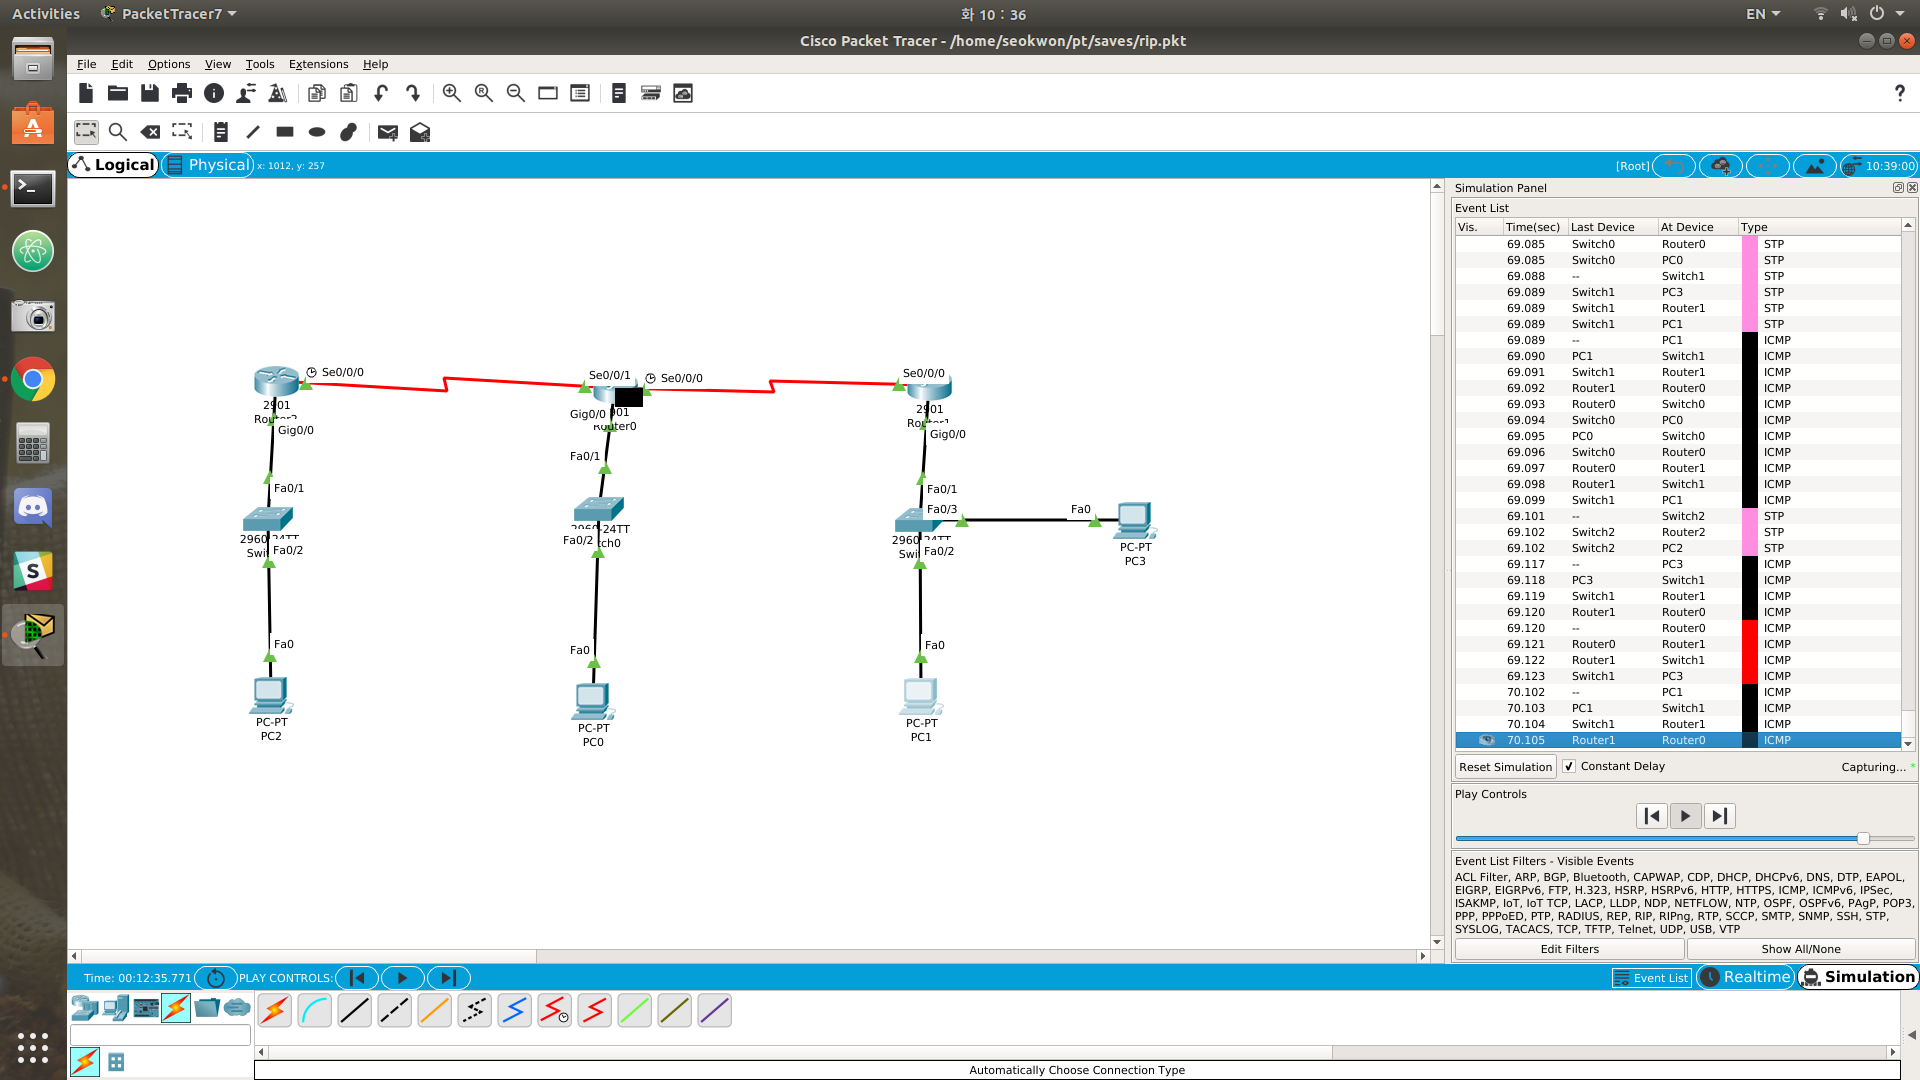 Activities PacketTracer7 화 10 : 36 EN
Cisco Packet Tracer - /home/seokwon/pt/saves/rip.pkt
File Edit Options View Tools Extensions Help
Logical Physical x: 1012, y: 257 [Root] 10:39:00
Se0/0/0
2901
Gig0/0
Fa0/1
Fa0/2
Fa0
PC-PT
PC2
Se0/0/1
Se0/0/0
Gig0/0
Router0
Fa0/1
Fa0/2
Fa0
PC-PT
PC0
Se0/0/0
2901
Gig0/0
Fa0/1
Fa0/3
Fa0
PC-PT
PC3
Fa0/2
Fa0
PC-PT
PC1
Simulation Panel
Event List
Vis. Time(sec) Last Device At Device Type
69.085 Switch0 Router0 STP
69.085 Switch0 PC0 STP
69.088 -- Switch1 STP
69.089 Switch1 PC3 STP
69.089 Switch1 Router1 STP
69.089 Switch1 PC1 STP
69.089 -- PC1 ICMP
69.090 PC1 Switch1 ICMP
69.091 Switch1 Router1 ICMP
69.092 Router1 Router0 ICMP
69.093 Router0 Switch0 ICMP
69.094 Switch0 PC0 ICMP
69.095 PC0 Switch0 ICMP
69.096 Switch0 Router0 ICMP
69.097 Router0 Router1 ICMP
69.098 Router1 Switch1 ICMP
69.099 Switch1 PC1 ICMP
69.101 -- Switch2 STP
69.102 Switch2 Router2 STP
69.102 Switch2 PC2 STP
69.117 -- PC3 ICMP
69.118 PC3 Switch1 ICMP
69.119 Switch1 Router1 ICMP
69.120 Router1 Router0 ICMP
69.120 -- Router0 ICMP
69.121 Router0 Router1 ICMP
69.122 Router1 Switch1 ICMP
69.123 Switch1 PC3 ICMP
70.102 -- PC1 ICMP
70.103 PC1 Switch1 ICMP
70.104 Switch1 Router1 ICMP
70.105 Router1 Router0 ICMP
Reset Simulation Constant Delay Capturing... *
Play Controls
Event List Filters - Visible Events
ACL Filter, ARP, BGP, Bluetooth, CAPWAP, CDP, DHCP, DHCPv6, DNS, DTP, EAPOL,
EIGRP, EIGRPv6, FTP, H.323, HSRP, HSRPv6, HTTP, HTTPS, ICMP, ICMPv6, IPSec,
ISAKMP, IoT, IoT TCP, LACP, LLDP, NDP, NETFLOW, NTP, OSPF, OSPFv6, PAgP, POP3,
PPP, PPPoED, PTP, RADIUS, REP, RIP, RIPng, RTP, SCCP, SMTP, SNMP, SSH, STP,
SYSLOG, TACACS, TCP, TFTP, Telnet, UDP, USB, VTP
Edit Filters Show All/None
Time: 00:12:35.771 PLAY CONTROLS: Event List Realtime Simulation
Automatically Choose Connection Type